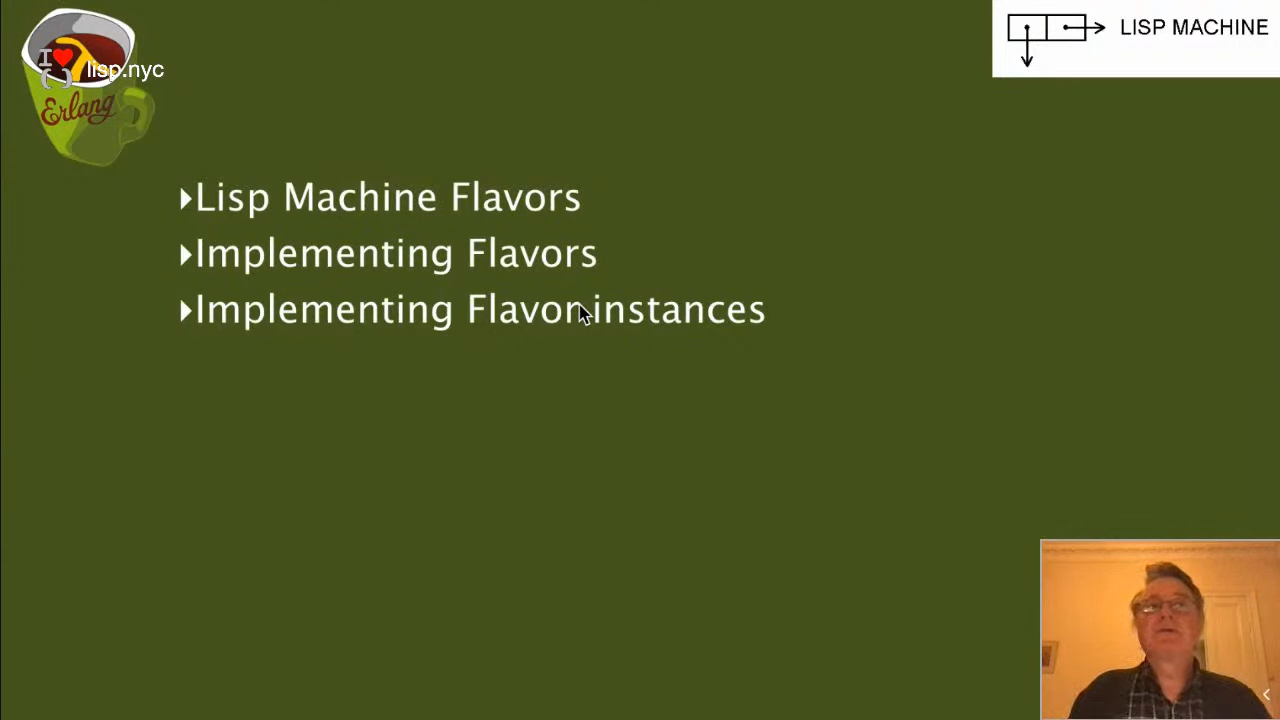 LISP MACHINE
I
lisp.nyc
Erlang
Lisp Machine Flavors
Implementing Flavors
Implementing Flavor instances